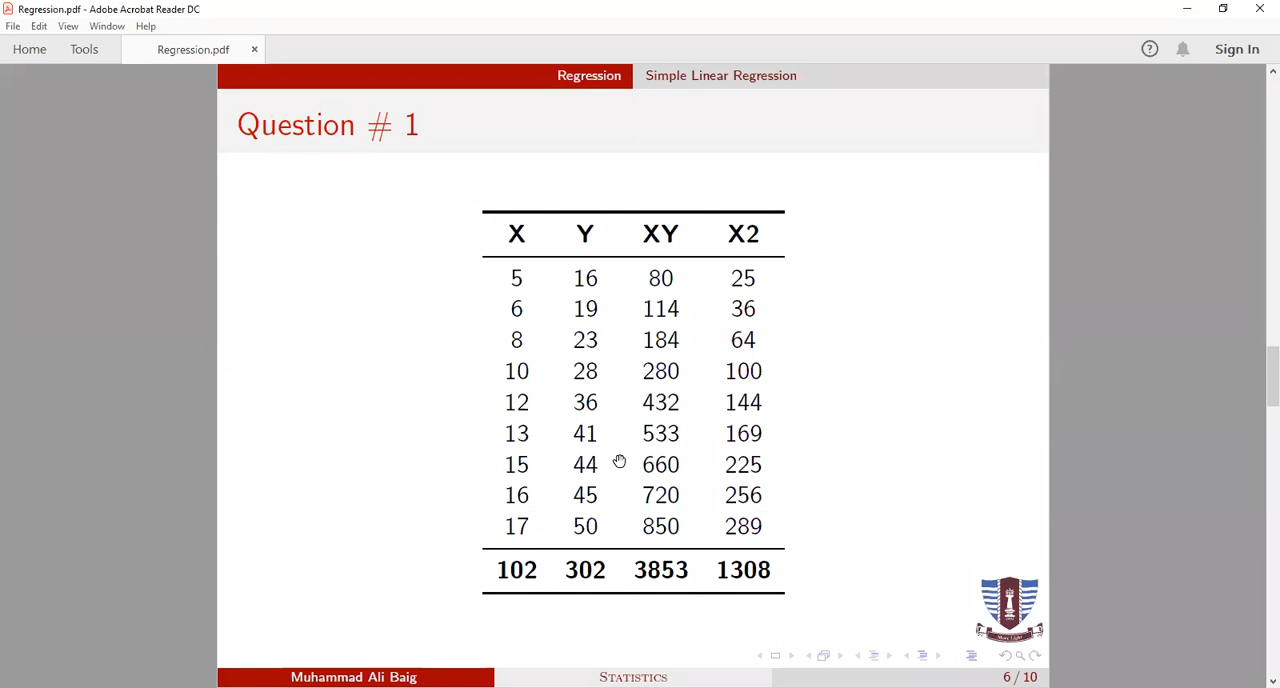 Regression.pdf - Adobe Acrobat Reader DC
File Edit View Window Help
Home Tools Regression.pdf × ? Sign In
Regression Simple Linear Regression
Question # 1
X Y XY X2
5 16 80 25
6 19 114 36
8 23 184 64
10 28 280 100
12 36 432 144
13 41 533 169
15 44 660 225
16 45 720 256
17 50 850 289
102 302 3853 1308
Muhammad Ali Baig STATISTICS 6 / 10